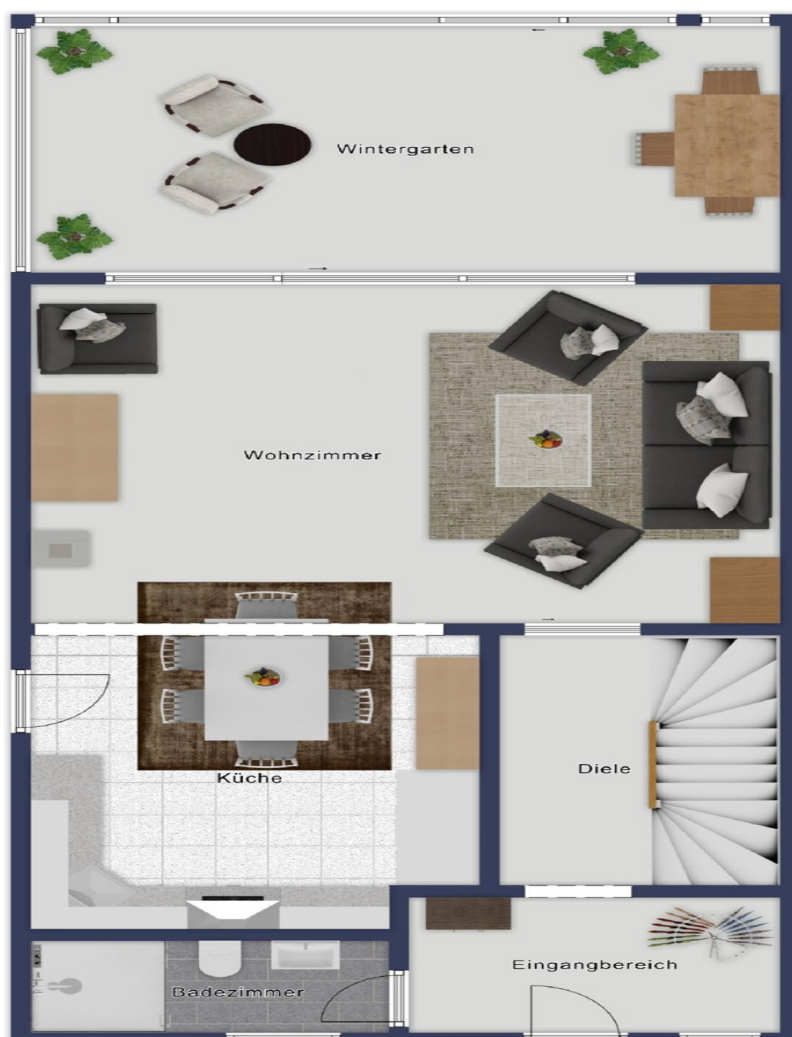 Wintergarten
Wohnzimmer
Küche
Diele
Eingangbereich
Badezimmer